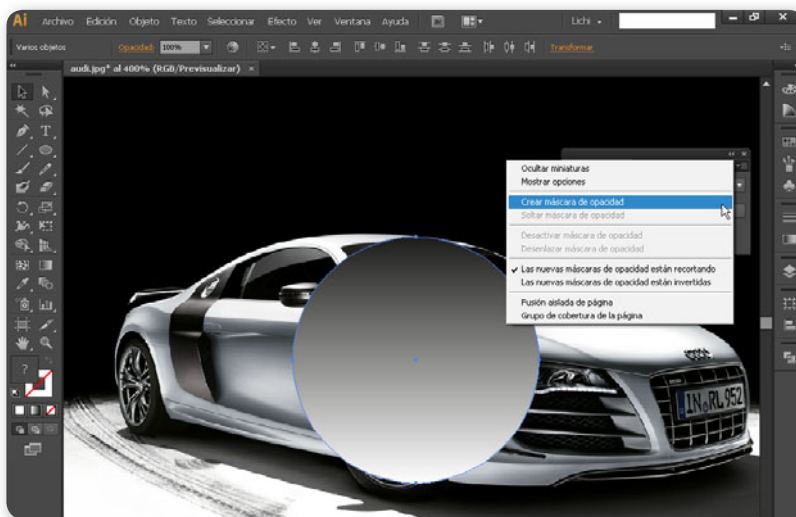 Ai Archivo Edición Objeto Texto Seleccionar Efecto Ver Ventana Ayuda Lichi
Varios objetos Opacidad: 100% Transformar
audi.jpg* al 400% (RGB/Previsualizar) ×
Ocultar miniaturas
Mostrar opciones
Crear máscara de opacidad
Soltar máscara de opacidad
Desactivar máscara de opacidad
Desenlazar máscara de opacidad
Las nuevas máscaras de opacidad están recortando
Las nuevas máscaras de opacidad están invertidas
Fusión aislada de página
Grupo de cobertura de la página
IN RL 952
?